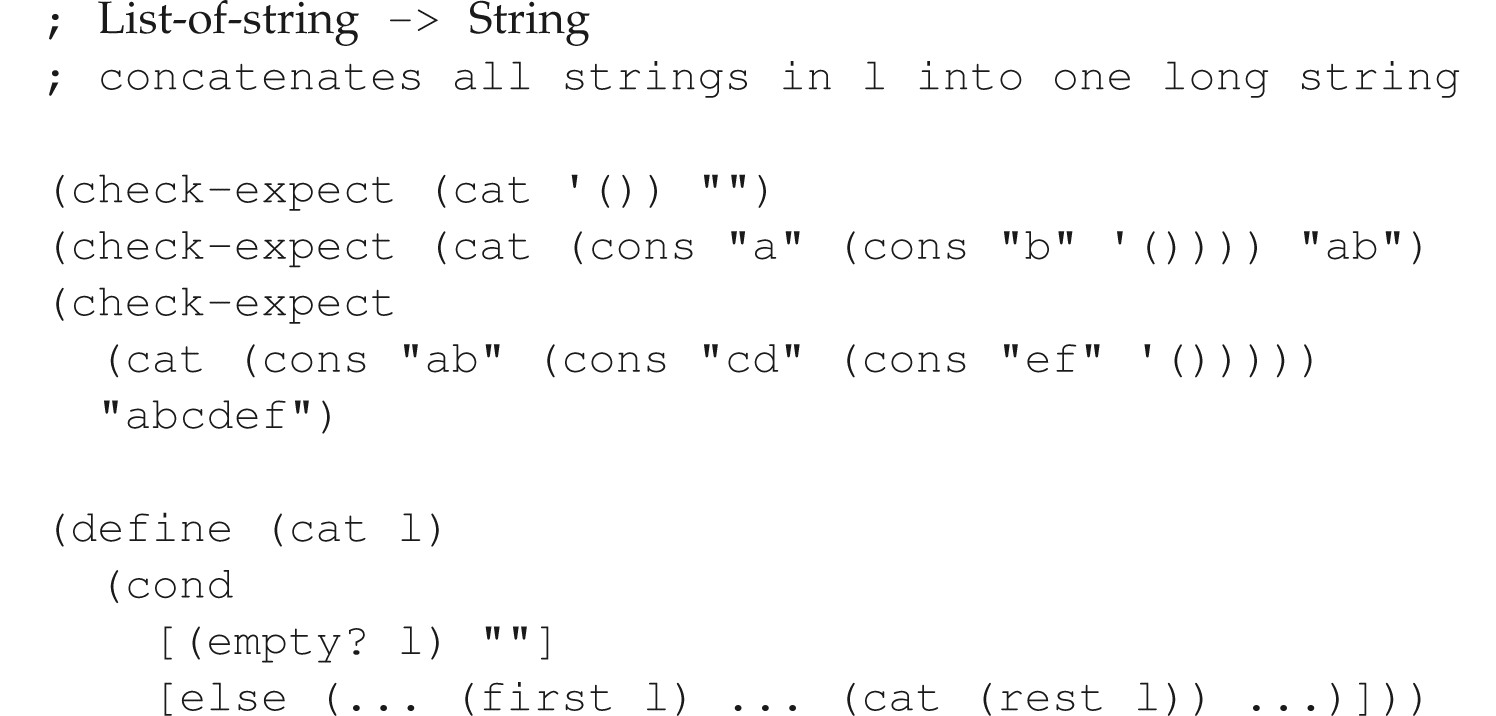 ; List-of-string -> String
; concatenates all strings in l into one long string
(check-expect (cat '()) "")
(check-expect (cat (cons "a" (cons "b" '()))) "ab")
(check-expect
(cat (cons "ab" (cons "cd" (cons "ef" '()))))
"abcdef")
(define (cat l)
(cond
[(empty? l) ""]
[else (... (first l) ... (cat (rest l)) ...)]))